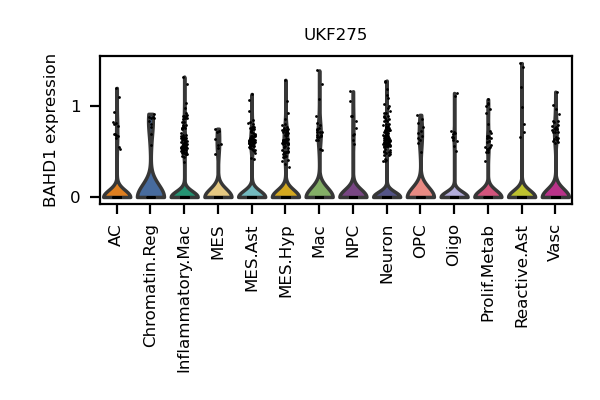 UKF275
BAHD1 expression
1
0
AC
Chromatin.Reg
Inflammatory.Mac
MES
MES.Ast
MES.Hyp
Mac
NPC
Neuron
OPC
Oligo
Prolif.Metab
Reactive.Ast
Vasc